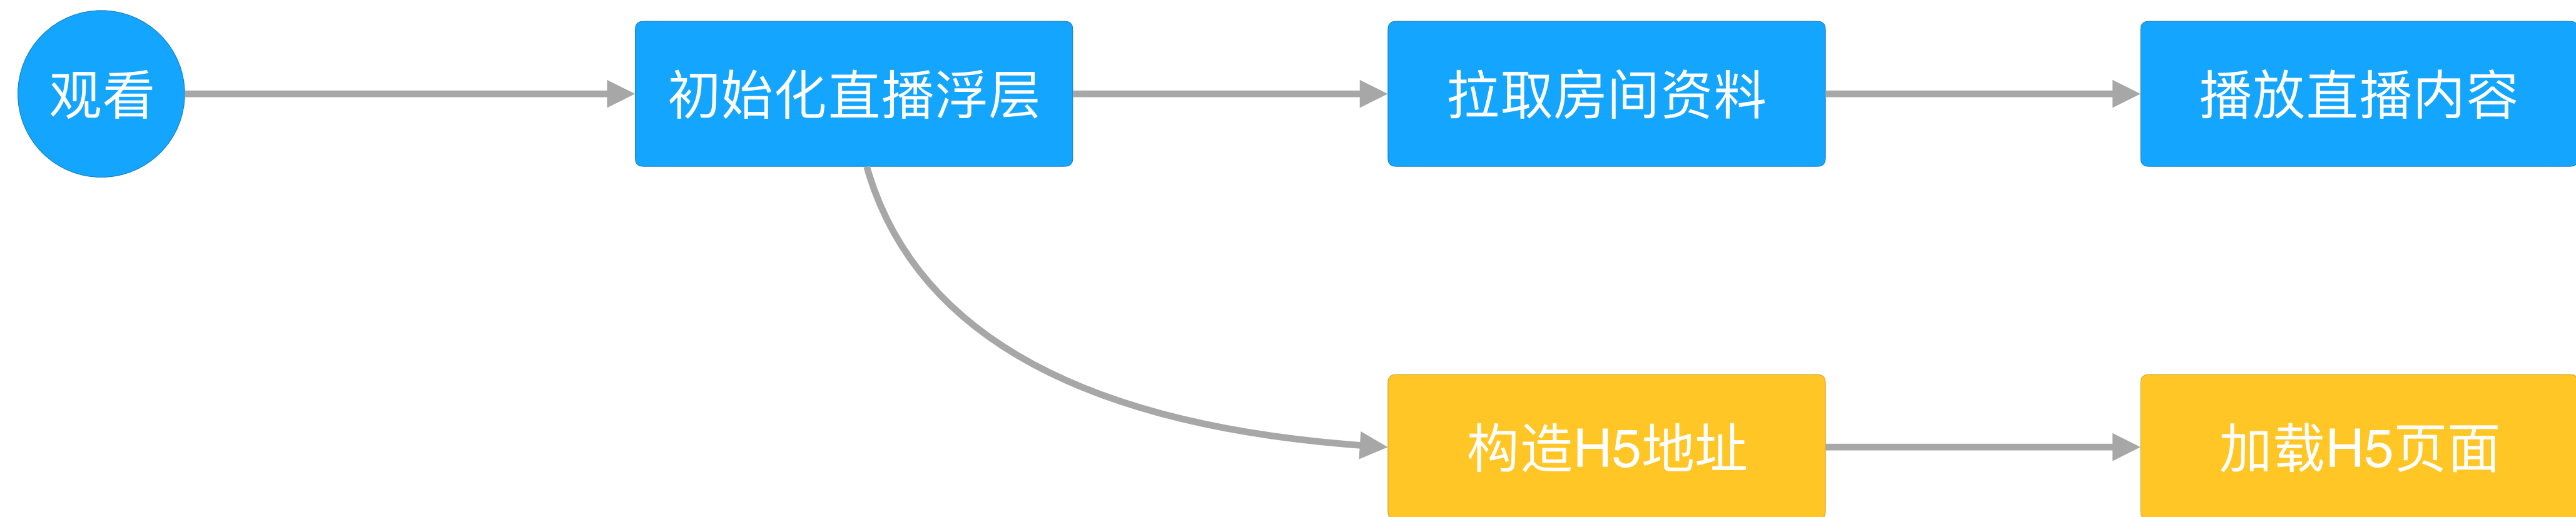 观看
初始化直播浮层
拉取房间资料
播放直播内容
构造H5地址
加载H5页面